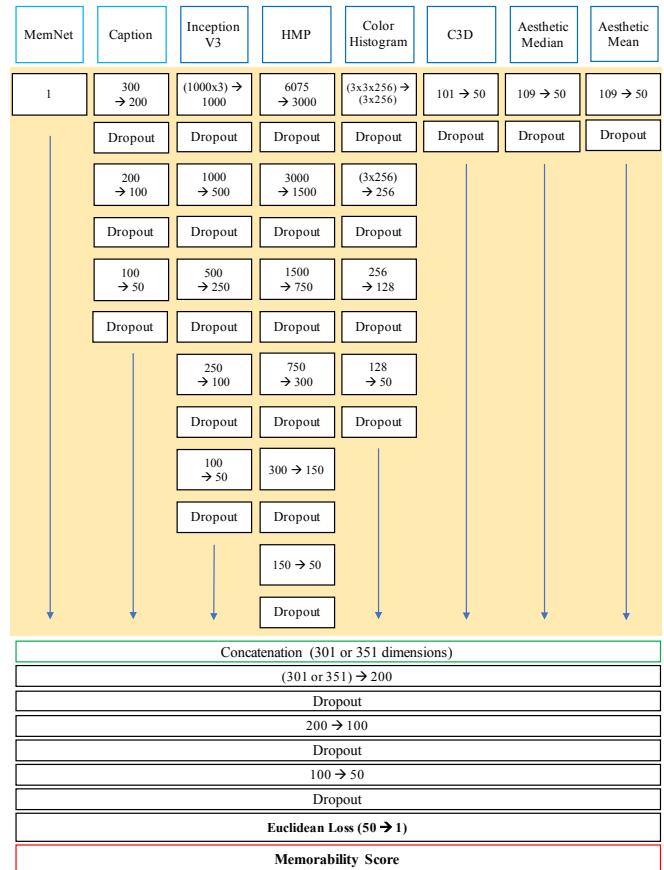 MemNet
Caption
Inception
V3
HMP
Color
Histogram
C3D
Aesthetic
Median
Aesthetic
Mean
1
300
→ 200
(1000x3) →
1000
6075
→ 3000
(3x3x256) →
(3x256)
101 → 50
109 → 50
109 → 50
Dropout
Dropout
Dropout
Dropout
Dropout
Dropout
Dropout
200
→ 100
1000
→ 500
3000
→ 1500
(3x256)
→ 256
Dropout
Dropout
Dropout
Dropout
100
→ 50
500
→ 250
1500
→ 750
256
→ 128
Dropout
Dropout
Dropout
Dropout
250
→ 100
750
→ 300
128
→ 50
Dropout
Dropout
Dropout
100
→ 50
300 → 150
Dropout
Dropout
150 → 50
Dropout
Concatenation (301 or 351 dimensions)
(301 or 351) → 200
Dropout
200 → 100
Dropout
100 → 50
Dropout
Euclidean Loss (50 → 1)
Memorability Score